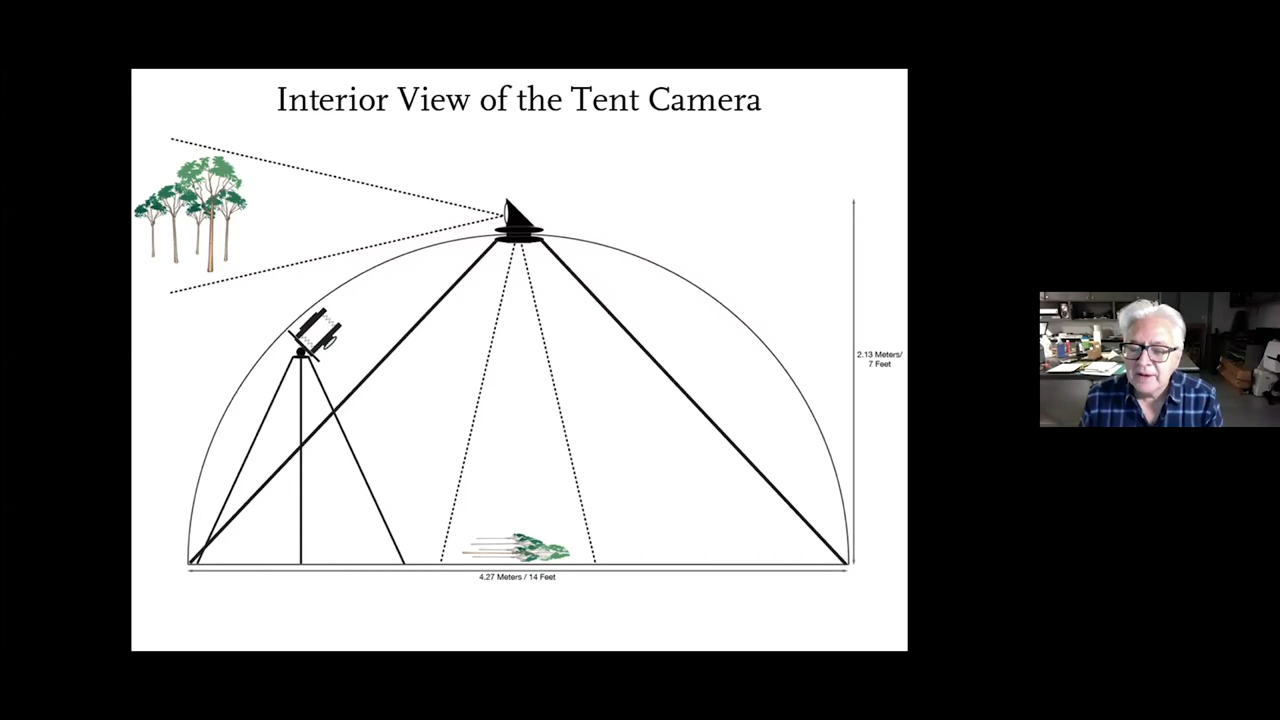 Interior View of the Tent Camera
2.13 Meters/
7 Feet
4.27 Meters / 14 Feet